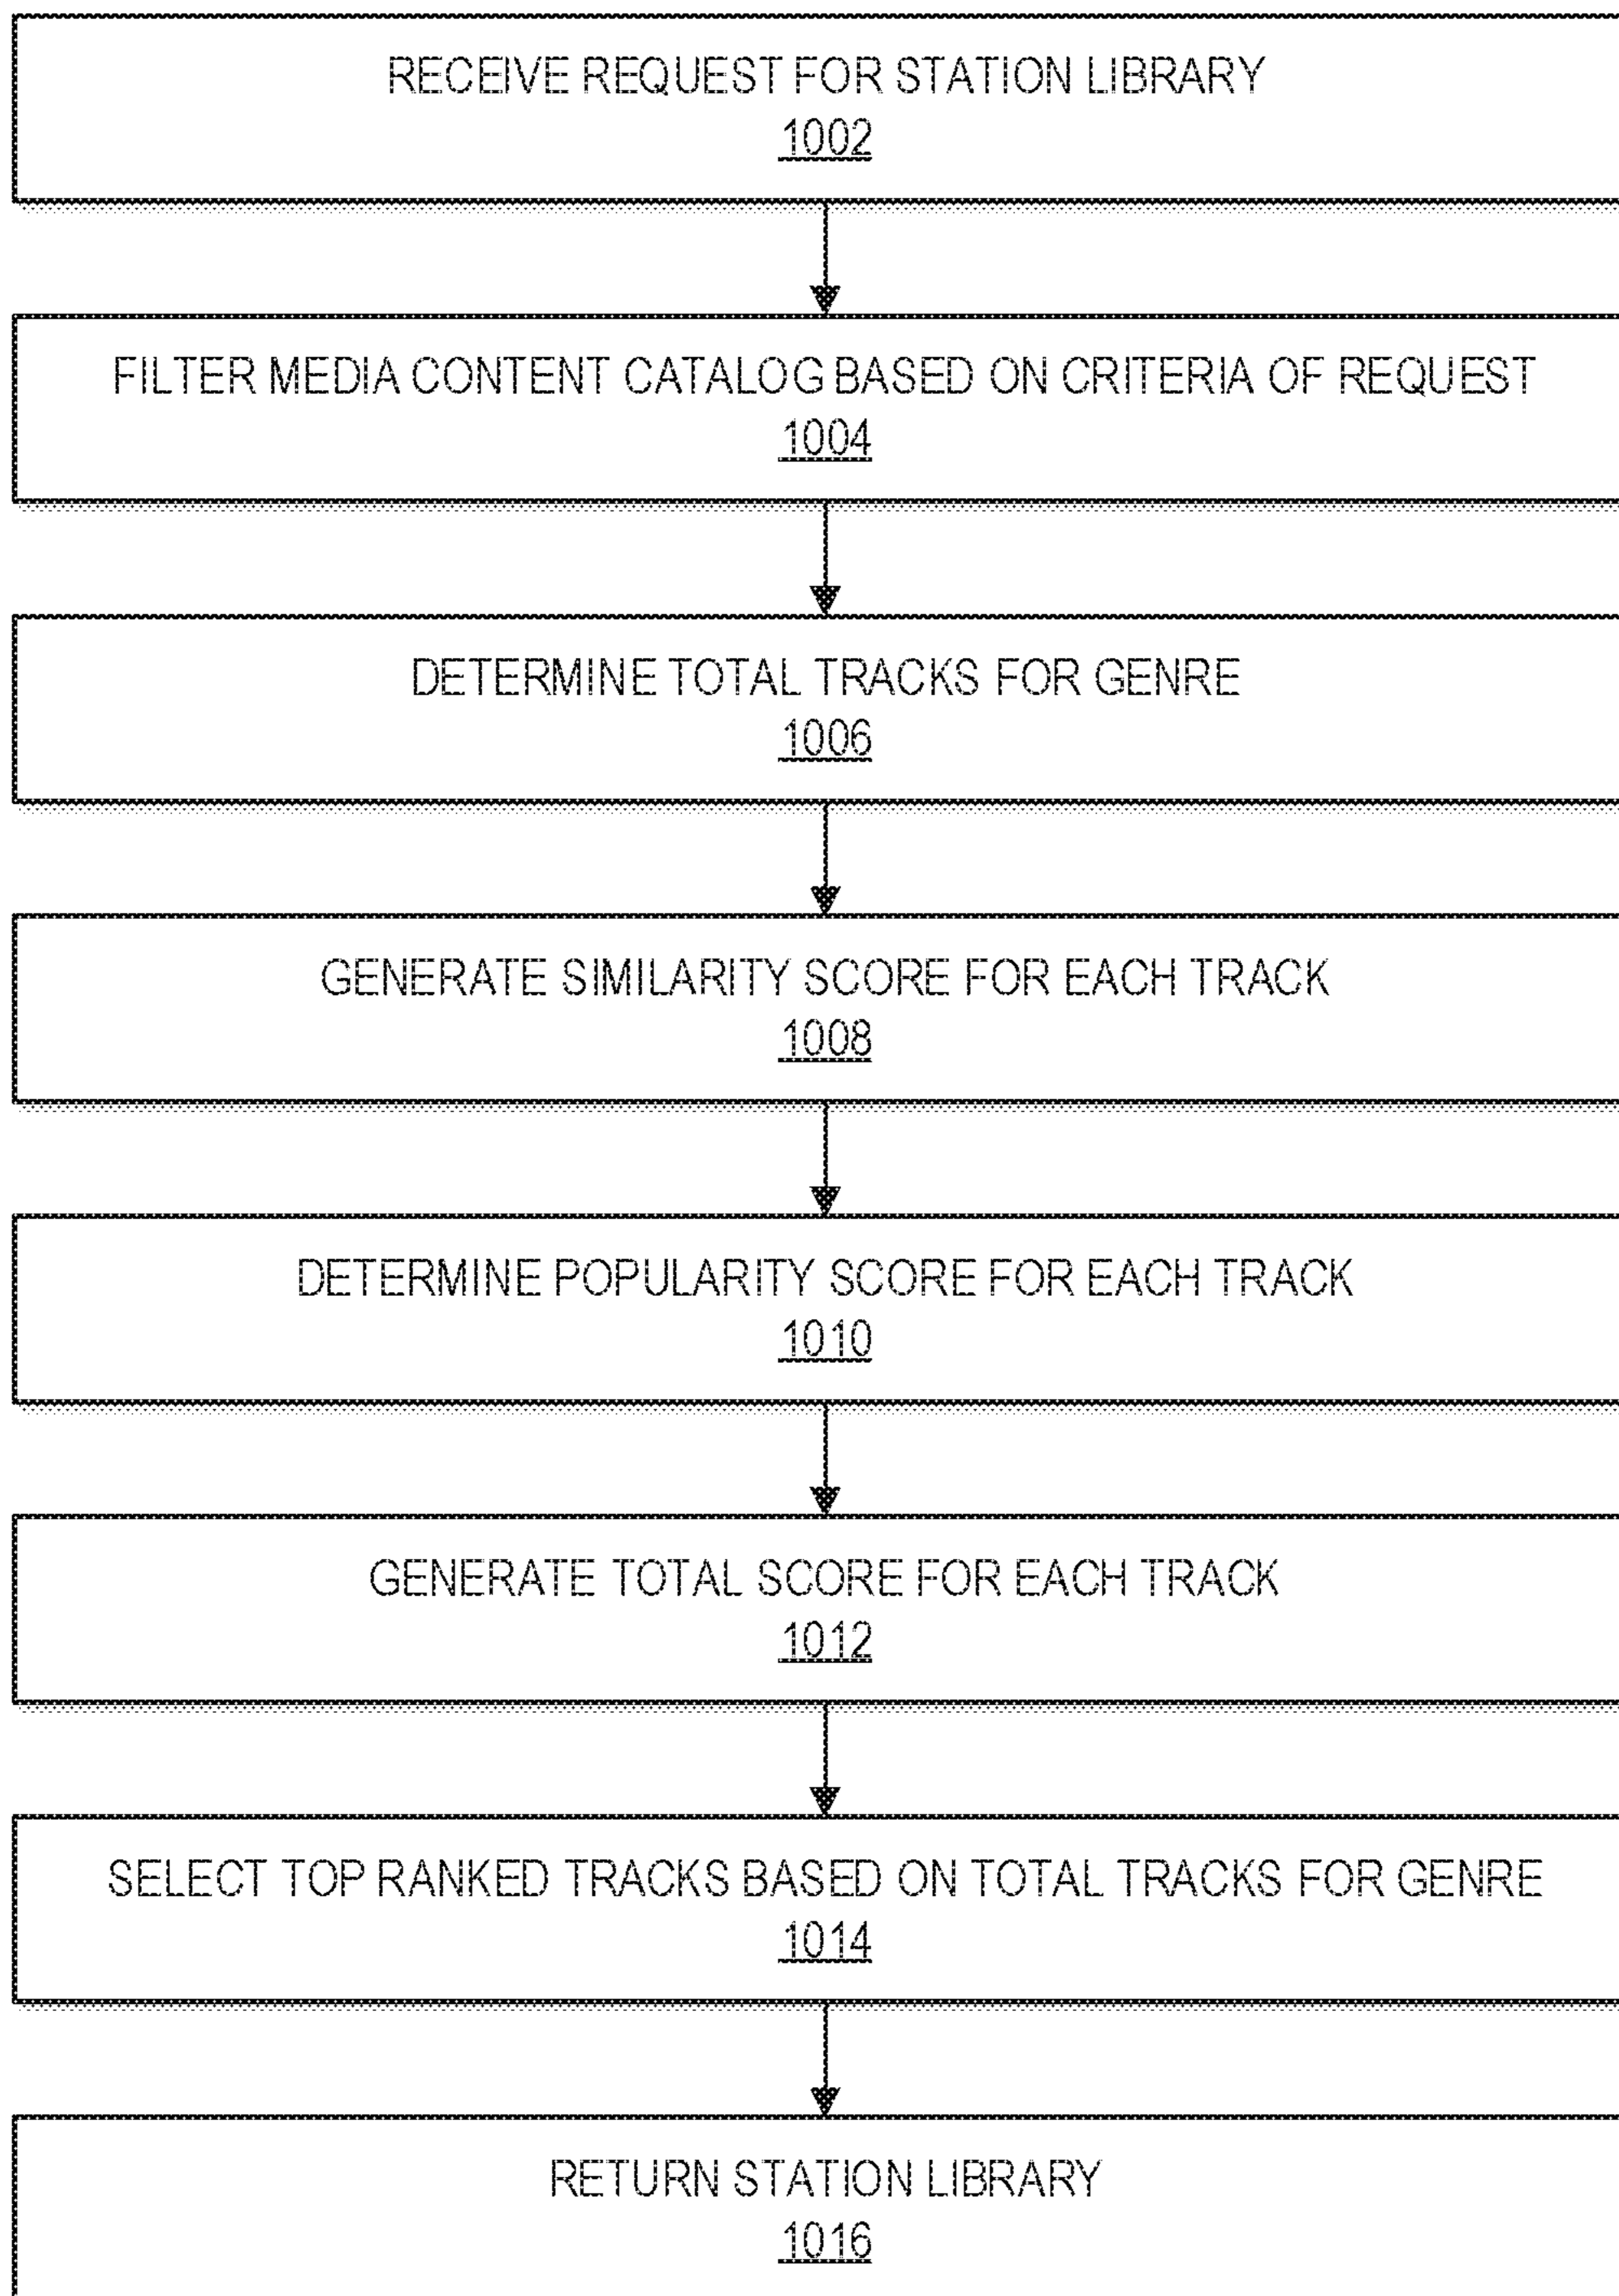 RECEIVE REQUEST FOR STATION LIBRARY
1002
FILTER MEDIA CONTENT CATALOG BASED ON CRITERIA OF REQUEST
1004
DETERMINE TOTAL TRACKS FOR GENRE
1006
GENERATE SIMILARITY SCORE FOR EACH TRACK
1008
DETERMINE POPULARITY SCORE FOR EACH TRACK
1010
GENERATE TOTAL SCORE FOR EACH TRACK
1012
SELECT TOP RANKED TRACKS BASED ON TOTAL TRACKS FOR GENRE
1014
RETURN STATION LIBRARY
1016